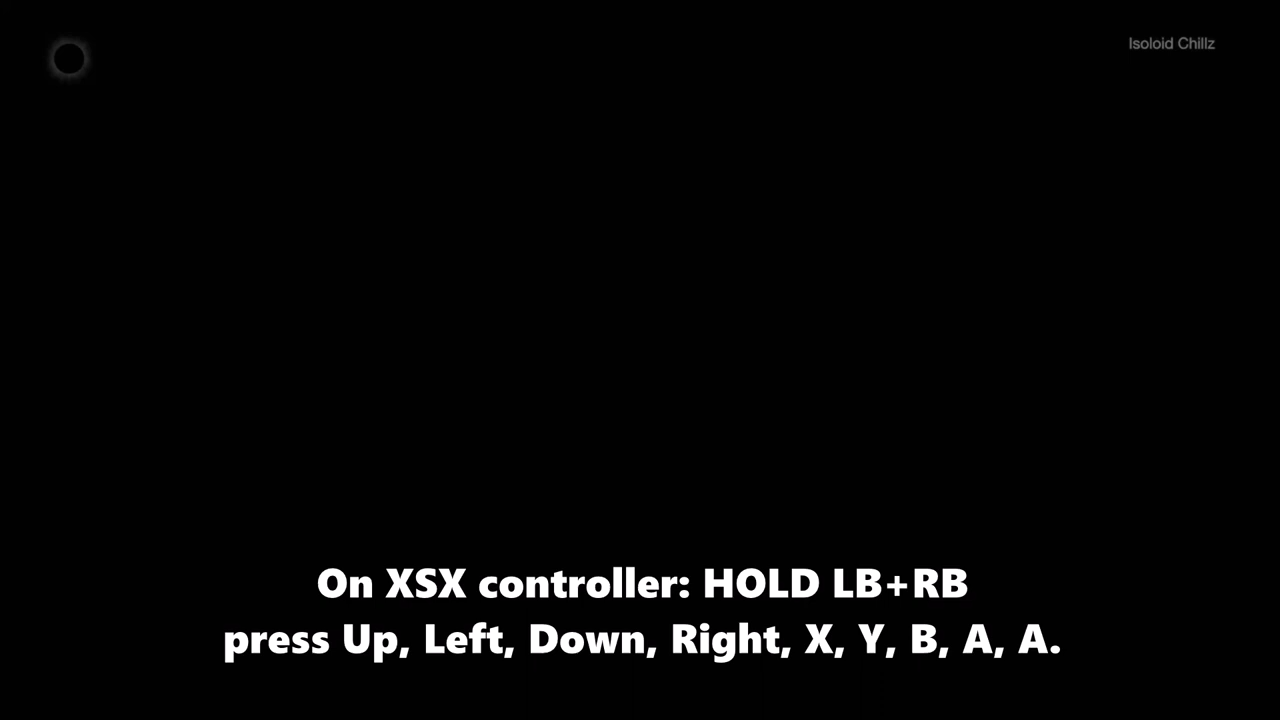 Isoloid Chillz
On XSX controller: HOLD LB+RB
press Up, Left, Down, Right, X, Y, B, A, A.